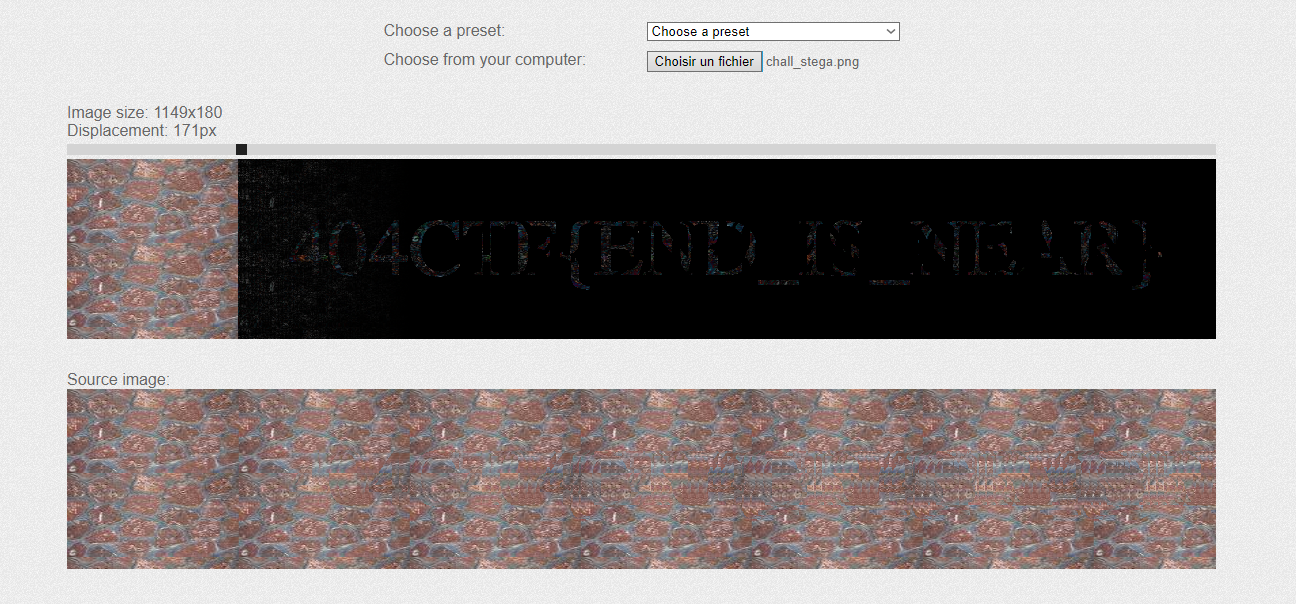 Choose a preset: Choose a preset
Choose from your computer: Choisir un fichier chall_stega.png
Image size: 1149x180
Displacement: 171px
404CTF{END_IS_NEAR}
Source image: